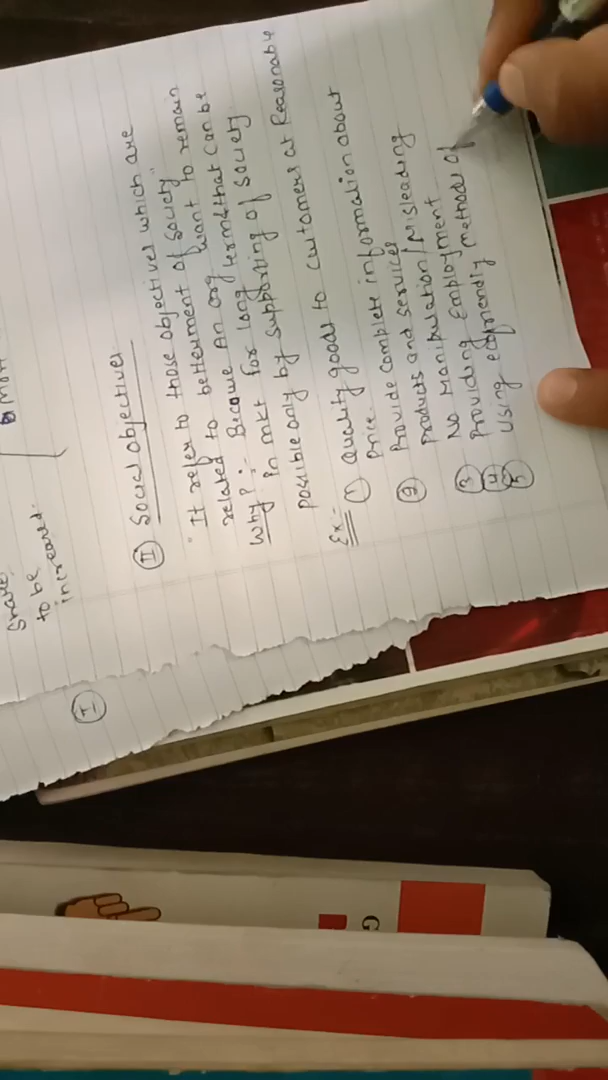 Share
to be
increased.
(I)
(II) Social objectives
"It refer to those objectives which are
related to betterment of society"
Why? :- Because An org want to remain
in mkt for long term & that can be
possible only by supporting of society.
Ex:- (1) Quality goods to customers at Reasonable
price.
(2) Provide complete information about
products and services
(3) No Manipulation / Misleading
(4) Providing Employment
(5) Using ecofriendly methods of
G